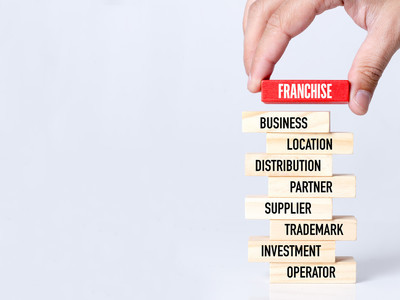 FRANCHISE
BUSINESS
LOCATION
DISTRIBUTION
PARTNER
SUPPLIER
TRADEMARK
INVESTMENT
OPERATOR